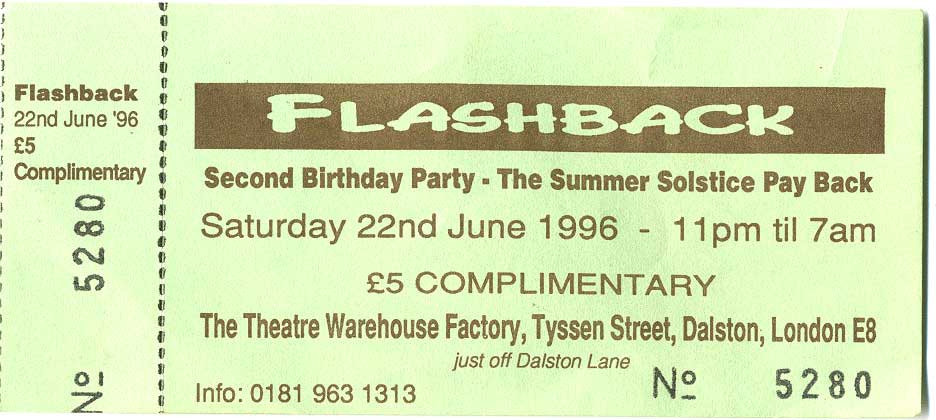 Flashback
22nd June '96
£5
Complimentary
Nº 5280
FLASHBACK
Second Birthday Party - The Summer Solstice Pay Back
Saturday 22nd June 1996 - 11pm til 7am
£5 COMPLIMENTARY
The Theatre Warehouse Factory, Tyssen Street, Dalston, London E8
just off Dalston Lane
Info: 0181 963 1313
Nº 5280